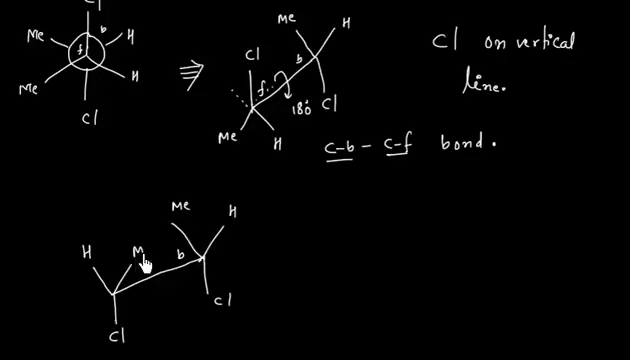 Cl
Me b H
f
Me H
Cl
Me H
Cl b
f
Cl
180°
Me H
Cl on vertical
line.
C-b - C-f bond.
Me H
H M b
Cl
Cl